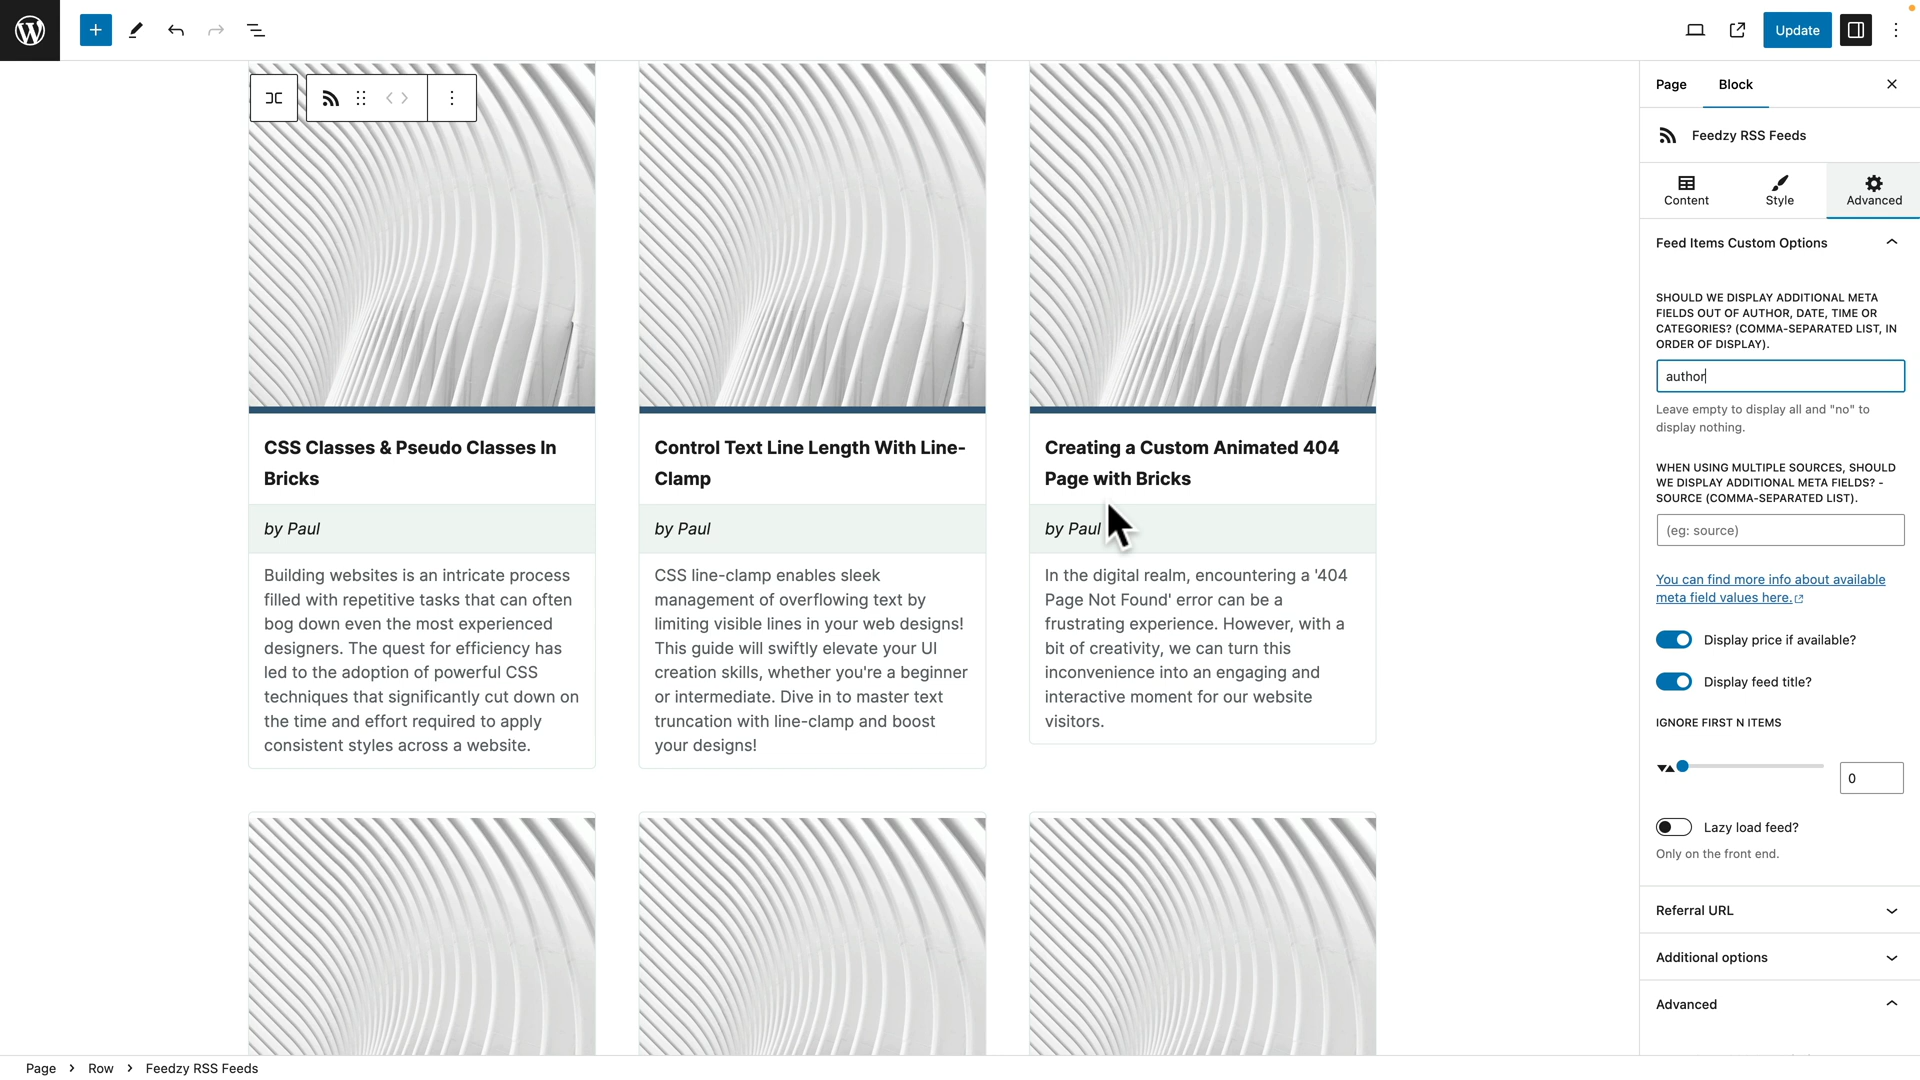 Update
CSS Classes & Pseudo Classes In
Bricks
by Paul
Building websites is an intricate process
filled with repetitive tasks that can often
bog down even the most experienced
designers. The quest for efficiency has
led to the adoption of powerful CSS
techniques that significantly cut down on
the time and effort required to apply
consistent styles across a website.
Control Text Line Length With Line-
Clamp
by Paul
CSS line-clamp enables sleek
management of overflowing text by
limiting visible lines in your web designs!
This guide will swiftly elevate your UI
creation skills, whether you're a beginner
or intermediate. Dive in to master text
truncation with line-clamp and boost
your designs!
Creating a Custom Animated 404
Page with Bricks
by Paul
In the digital realm, encountering a '404
Page Not Found' error can be a
frustrating experience. However, with a
bit of creativity, we can turn this
inconvenience into an engaging and
interactive moment for our website
visitors.
Page Block
Feedzy RSS Feeds
Content Style Advanced
Feed Items Custom Options
SHOULD WE DISPLAY ADDITIONAL META
FIELDS OUT OF AUTHOR, DATE, TIME OR
CATEGORIES? (COMMA-SEPARATED LIST, IN
ORDER OF DISPLAY).
author
Leave empty to display all and "no" to
display nothing.
WHEN USING MULTIPLE SOURCES, SHOULD
WE DISPLAY ADDITIONAL META FIELDS? -
SOURCE (COMMA-SEPARATED LIST).
(eg: source)
You can find more info about available
meta field values here.
Display price if available?
Display feed title?
IGNORE FIRST N ITEMS
0
Lazy load feed?
Only on the front end.
Referral URL
Additional options
Advanced
Page > Row > Feedzy RSS Feeds